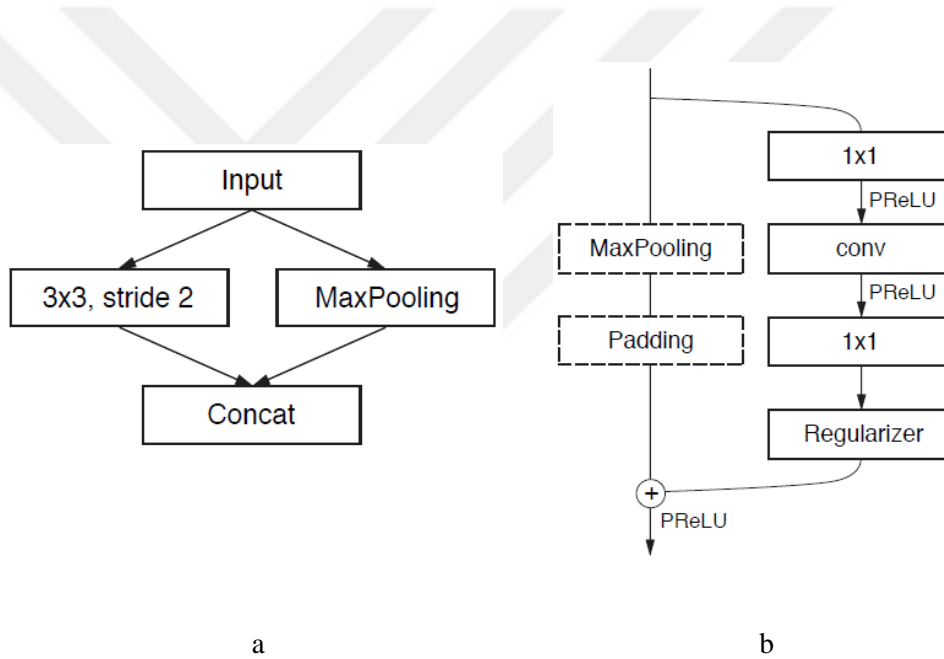 Input
3x3, stride 2
MaxPooling
Concat
a
1x1
PReLU
MaxPooling
conv
PReLU
Padding
1x1
Regularizer
+
PReLU
b